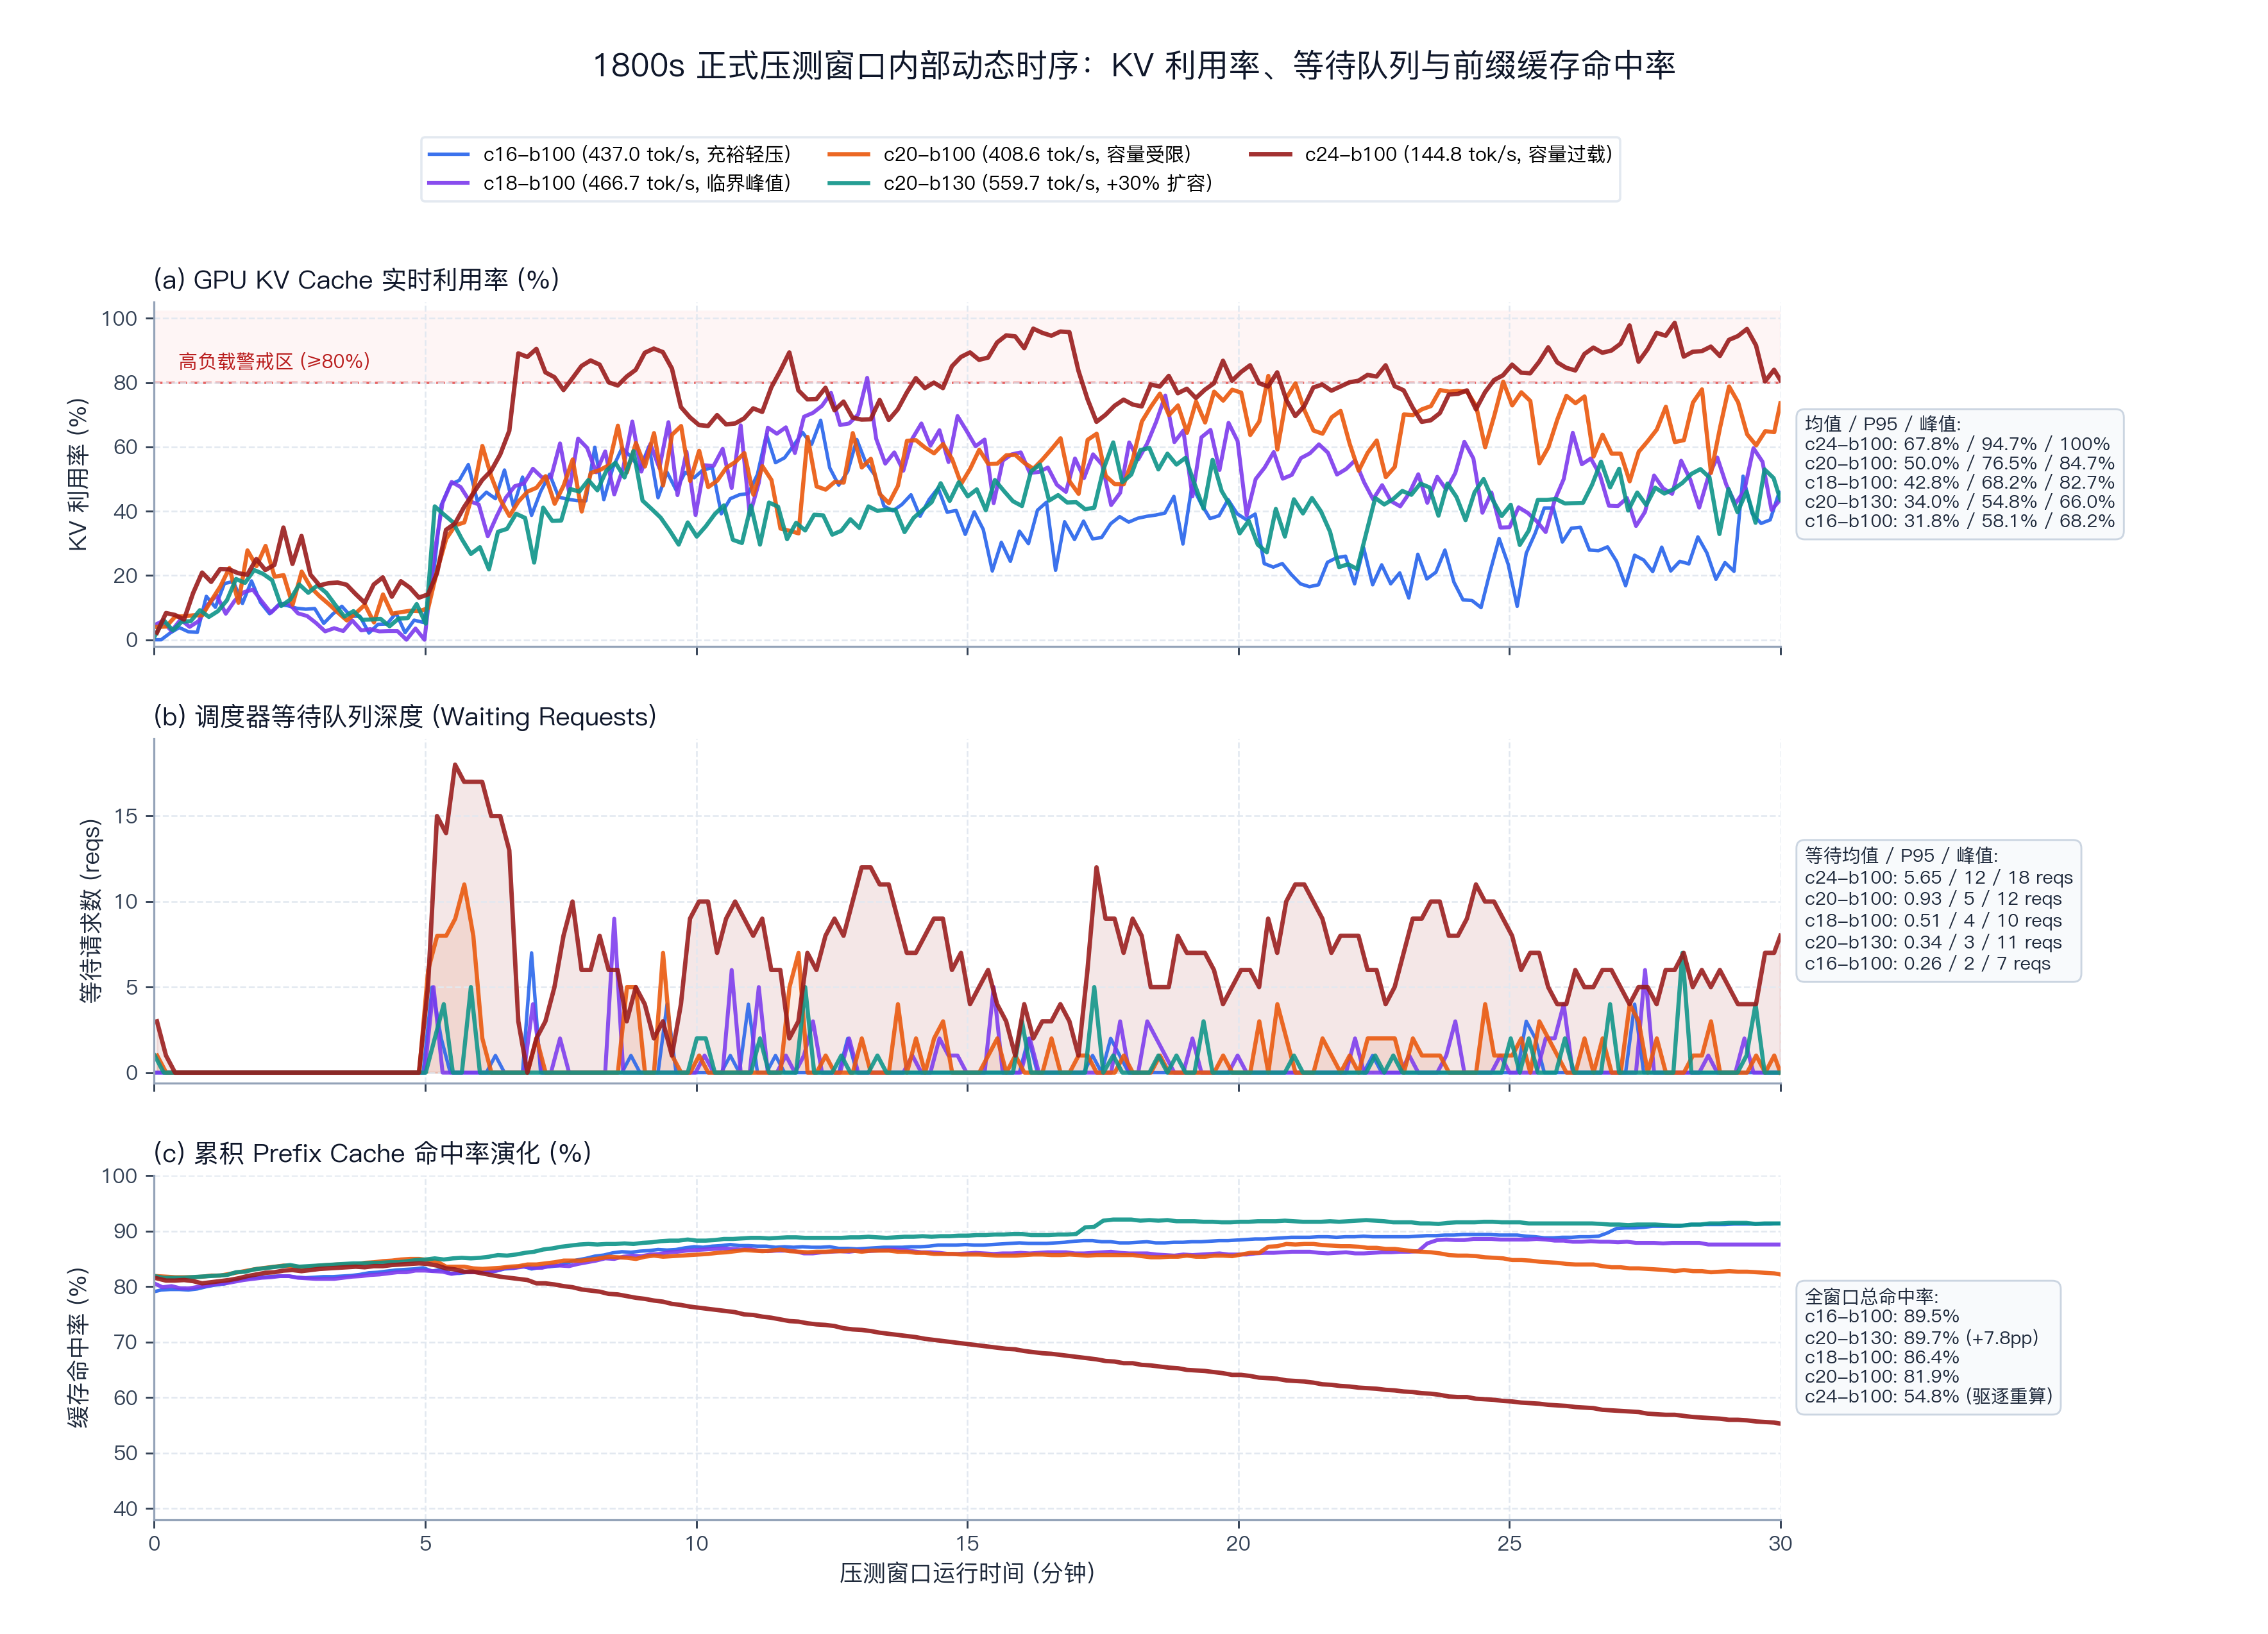 1800s 正式压测窗口内部动态时序：KV 利用率、等待队列与前缀缓存命中率
c16-b100 (437.0 tok/s, 充裕轻压)
c18-b100 (466.7 tok/s, 临界峰值)
c20-b100 (408.6 tok/s, 容量受限)
c20-b130 (559.7 tok/s, +30% 扩容)
c24-b100 (144.8 tok/s, 容量过载)
(a) GPU KV Cache 实时利用率 (%)
KV 利用率 (%)
100
80
60
40
20
0
高负载警戒区 (≥80%)
均值 / P95 / 峰值:
c24-b100: 67.8% / 94.7% / 100%
c20-b100: 50.0% / 76.5% / 84.7%
c18-b100: 42.8% / 68.2% / 82.7%
c20-b130: 34.0% / 54.8% / 66.0%
c16-b100: 31.8% / 58.1% / 68.2%
(b) 调度器等待队列深度 (Waiting Requests)
等待请求数 (reqs)
15
10
5
0
等待均值 / P95 / 峰值:
c24-b100: 5.65 / 12 / 18 reqs
c20-b100: 0.93 / 5 / 12 reqs
c18-b100: 0.51 / 4 / 10 reqs
c20-b130: 0.34 / 3 / 11 reqs
c16-b100: 0.26 / 2 / 7 reqs
(c) 累积 Prefix Cache 命中率演化 (%)
缓存命中率 (%)
100
90
80
70
60
50
40
全窗口总命中率:
c16-b100: 89.5%
c20-b130: 89.7% (+7.8pp)
c18-b100: 86.4%
c20-b100: 81.9%
c24-b100: 54.8% (驱逐重算)
0 5 10 15 20 25 30
压测窗口运行时间 (分钟)